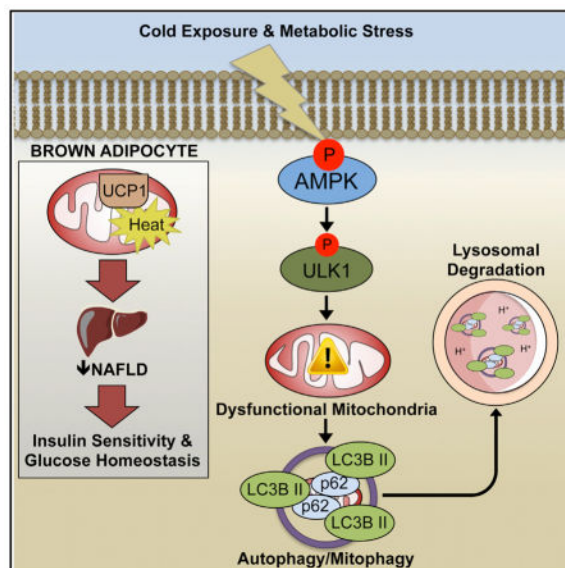 Cold Exposure & Metabolic Stress
BROWN ADIPOCYTE
UCP1
Heat
↓NAFLD
Insulin Sensitivity &
Glucose Homeostasis
P
AMPK
P
ULK1
Dysfunctional Mitochondria
LC3B II
p62
LC3B II
p62
LC3B II
Autophagy/Mitophagy
Lysosomal
Degradation
H⁺
H⁺
H⁺